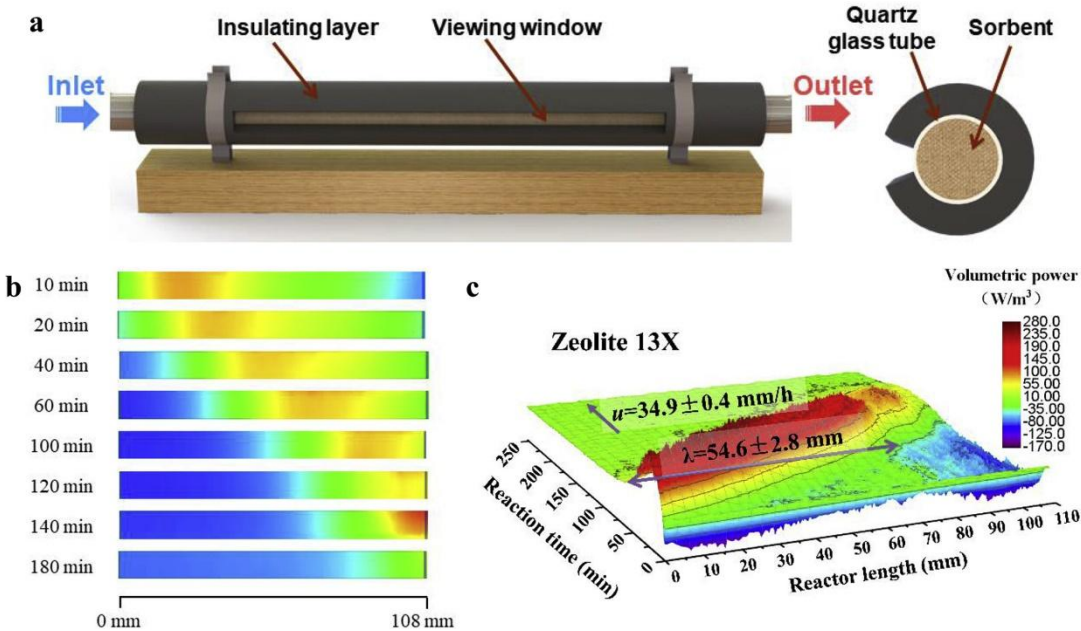 a
Insulating layer
Viewing window
Quartz
glass tube
Sorbent
Inlet
Outlet
b
10 min
20 min
40 min
60 min
100 min
120 min
140 min
180 min
0 mm
108 mm
c
Volumetric power
(W/m³)
280.0
235.0
190.0
145.0
100.0
55.00
10.00
-35.00
-80.00
-125.0
-170.0
Zeolite 13X
u=34.9±0.4 mm/h
λ=54.6±2.8 mm
250
200
150
100
50
0
Reaction time (min)
0 10 20 30 40 50 60 70 80 90 100 110
Reactor length (mm)